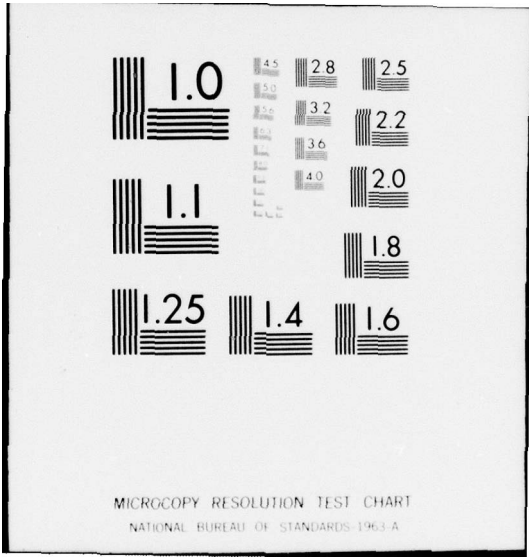 1.0
4.5 2.8 2.5
5.0
3.2 2.2
5.6
3.6
4.0 2.0
1.1
1.8
1.25 1.4 1.6
MICROCOPY RESOLUTION TEST CHART
NATIONAL BUREAU OF STANDARDS-1963-A